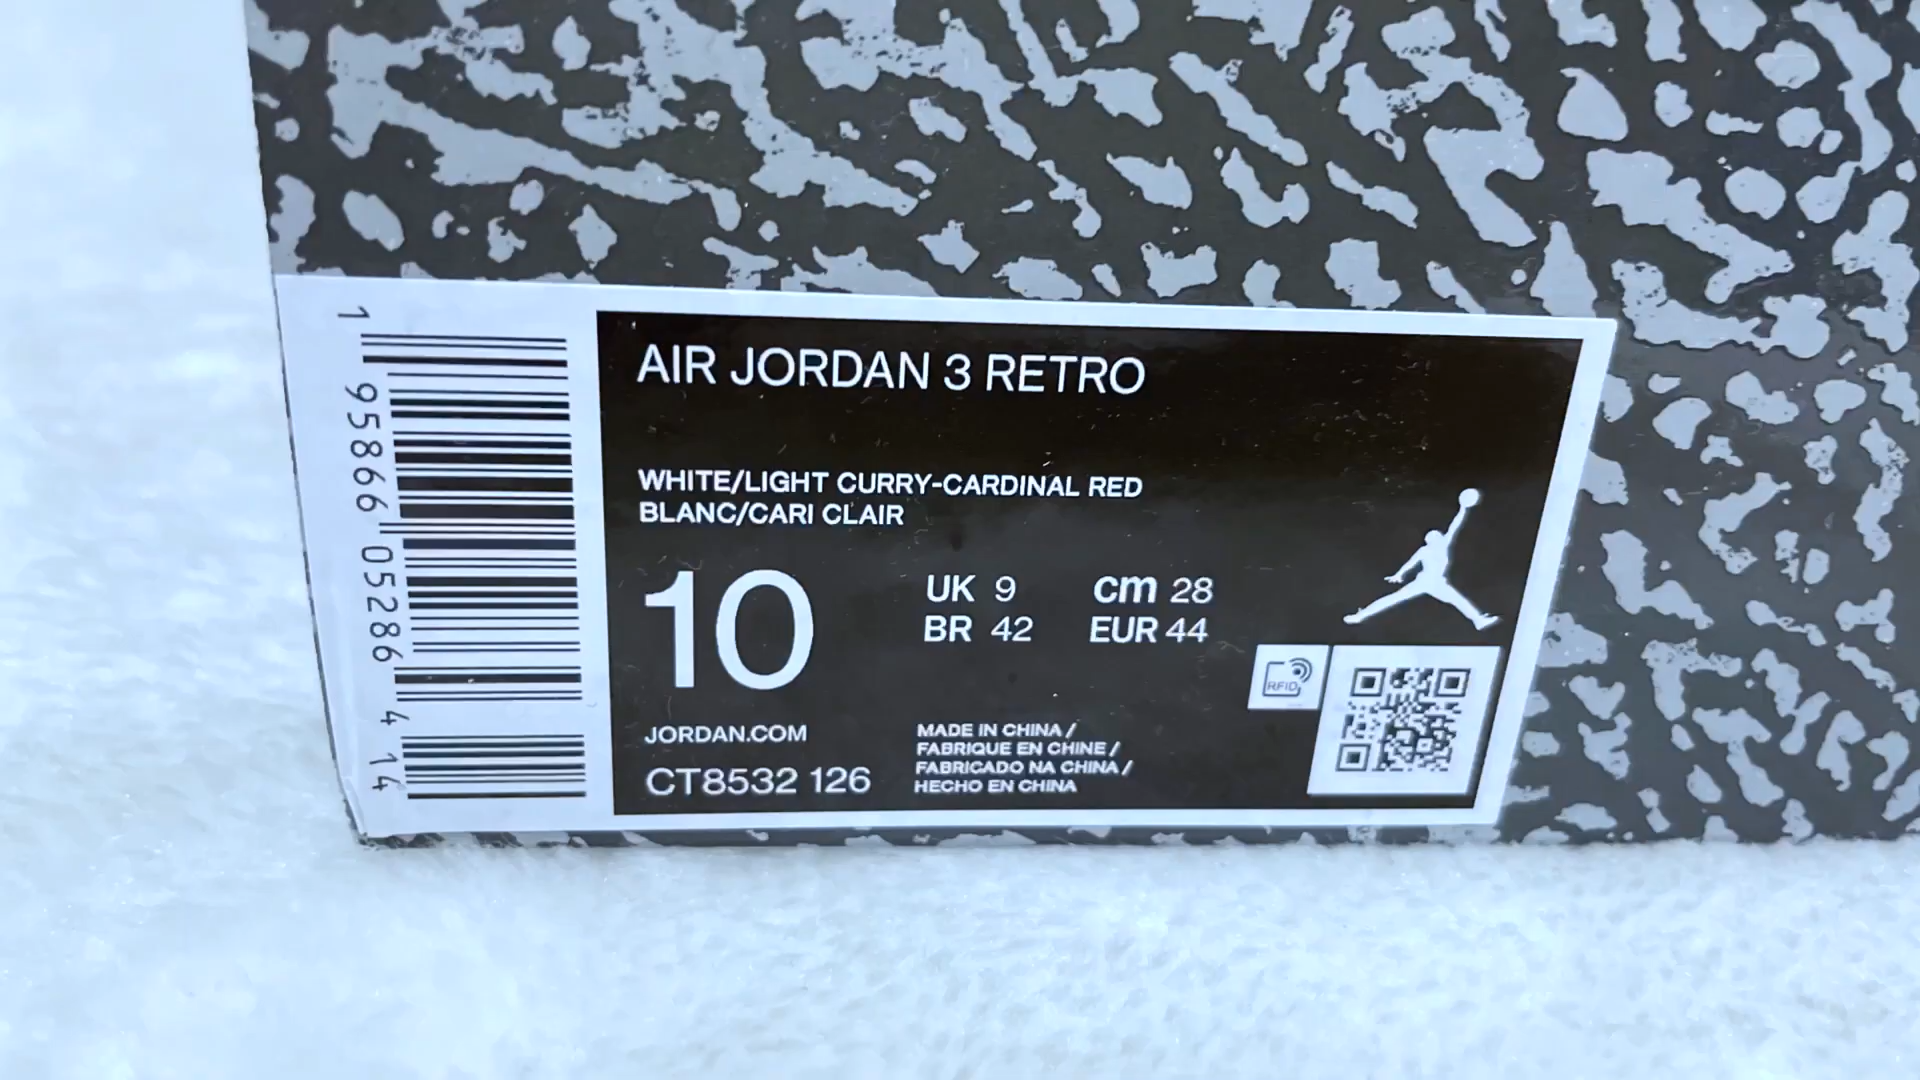 AIR JORDAN 3 RETRO
WHITE/LIGHT CURRY-CARDINAL RED
BLANC/CARI CLAIR
10
UK 9
cm 28
BR 42
EUR 44
RFID
JORDAN.COM
CT8532 126
MADE IN CHINA /
FABRIQUE EN CHINE /
FABRICADO NA CHINA /
HECHO EN CHINA
1 95866 05286 4 14